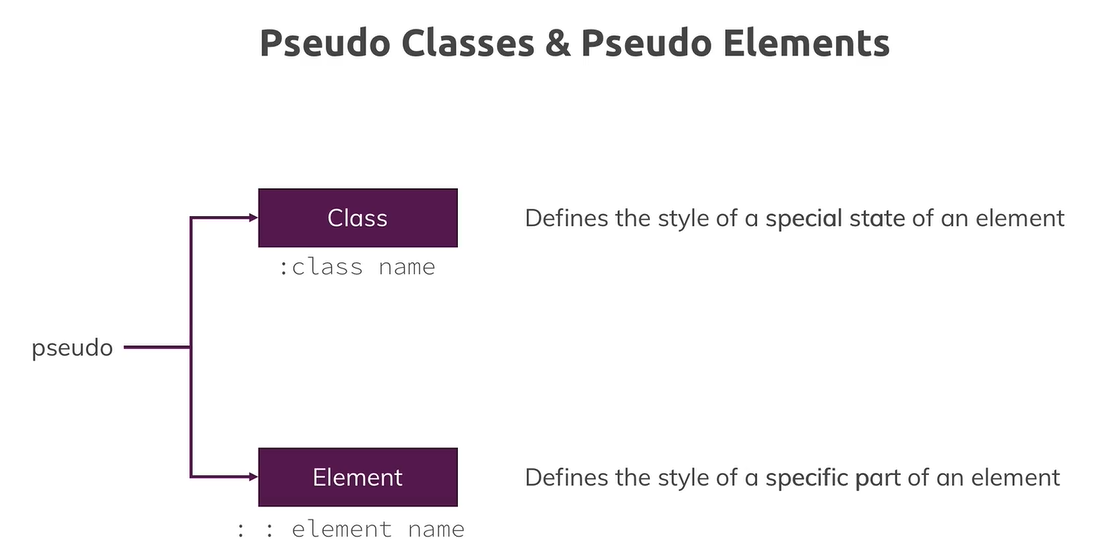 Pseudo Classes & Pseudo Elements
Class
Defines the style of a special state of an element
:class name
pseudo
Element
Defines the style of a specific part of an element
: : element name